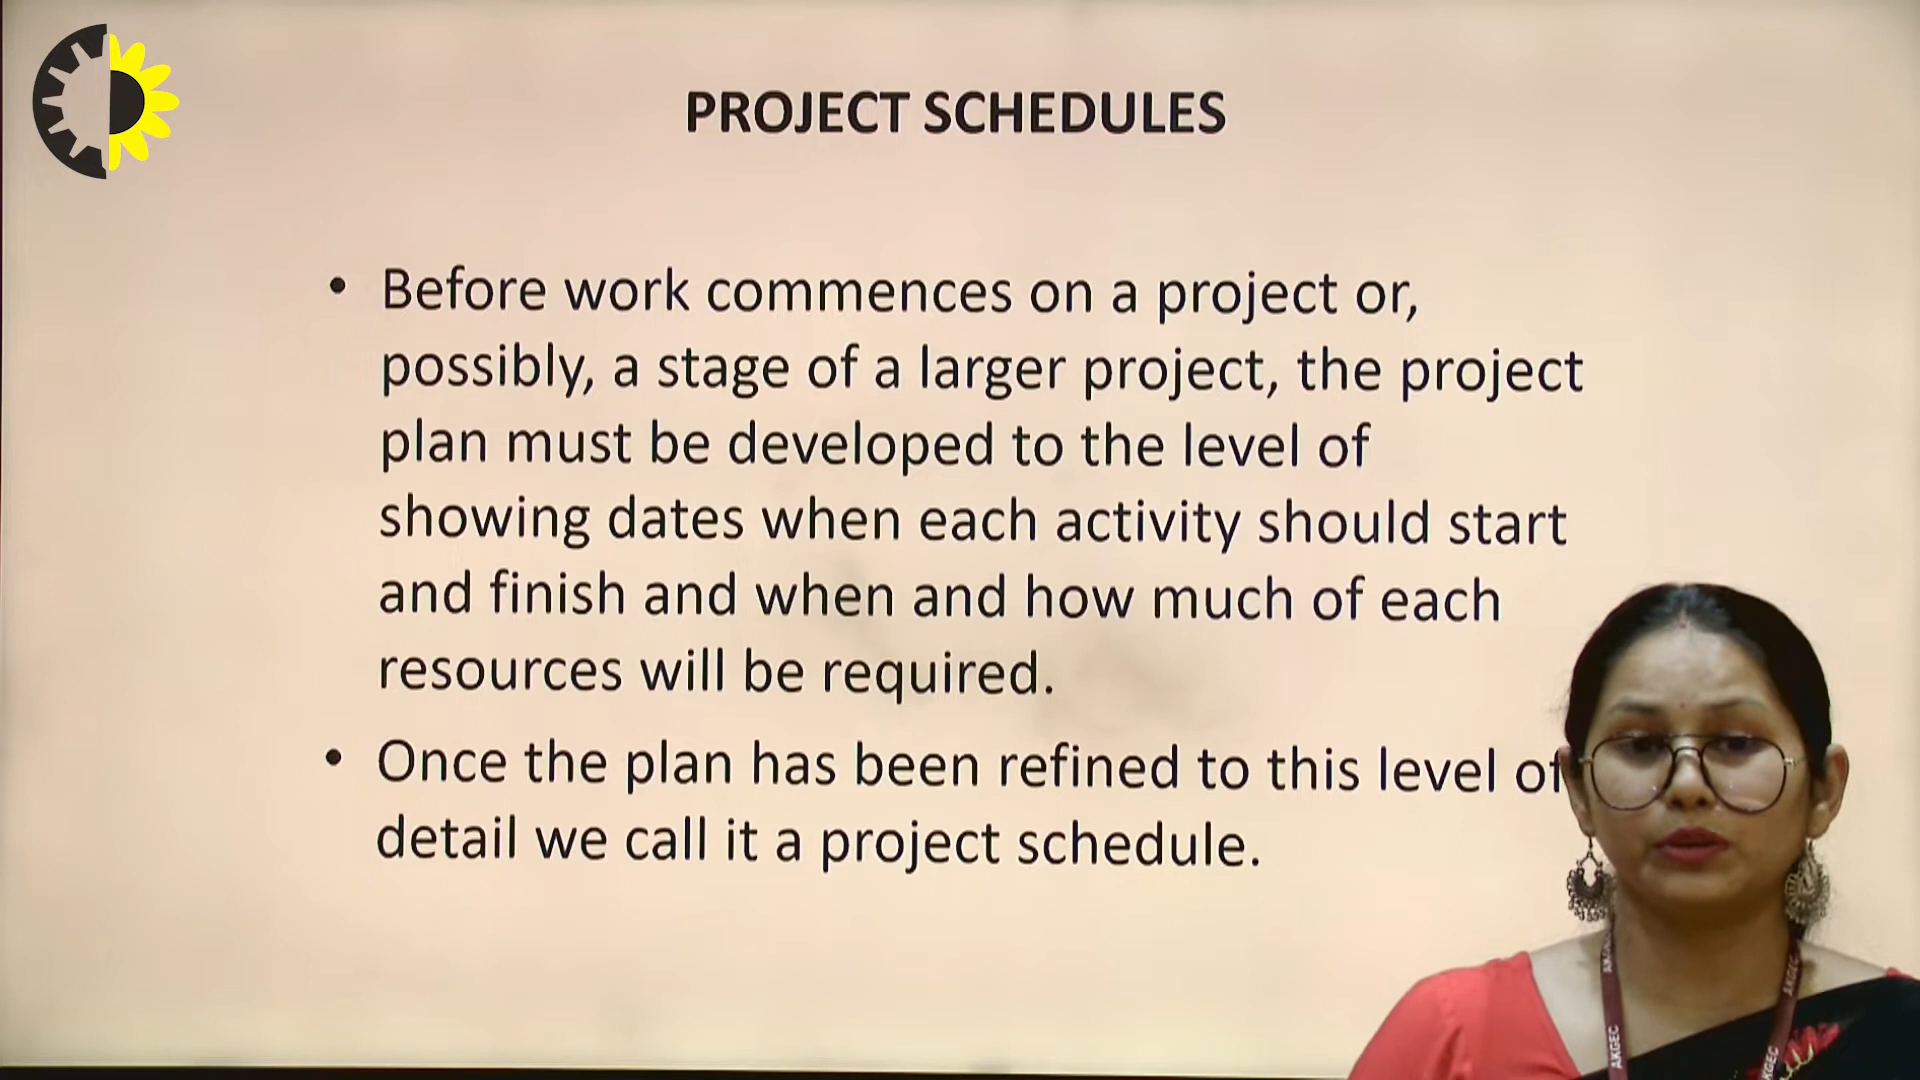 PROJECT SCHEDULES
• Before work commences on a project or,
possibly, a stage of a larger project, the project
plan must be developed to the level of
showing dates when each activity should start
and finish and when and how much of each
resources will be required.
• Once the plan has been refined to this level of
detail we call it a project schedule.
AKGEC
AKGEC